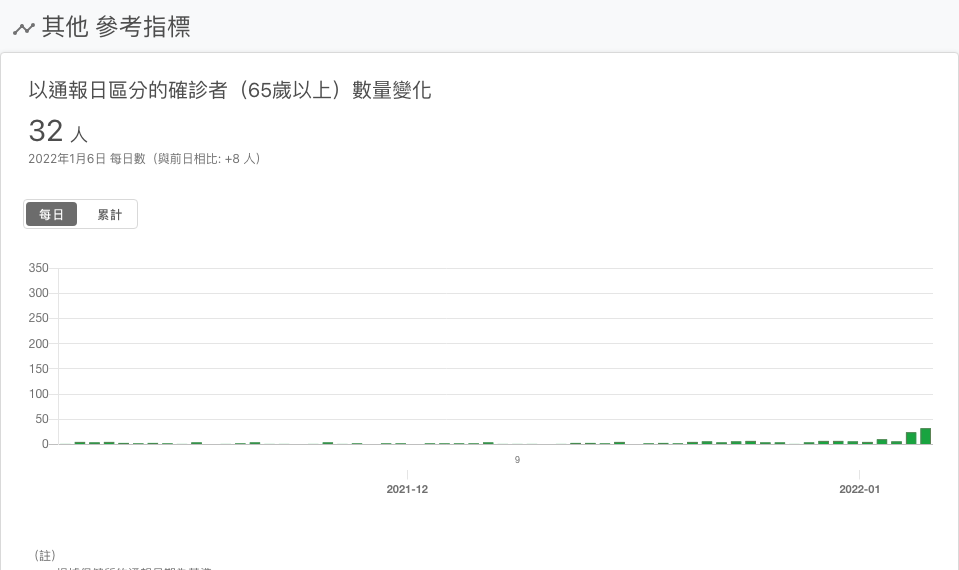 其他 參考指標
以通報日區分的確診者（65歲以上）數量變化
32 人
2022年1月6日 每日數（與前日相比: +8 人）
每日 累計
350
300
250
200
150
100
50
0
9
2021-12 2022-01
（註）